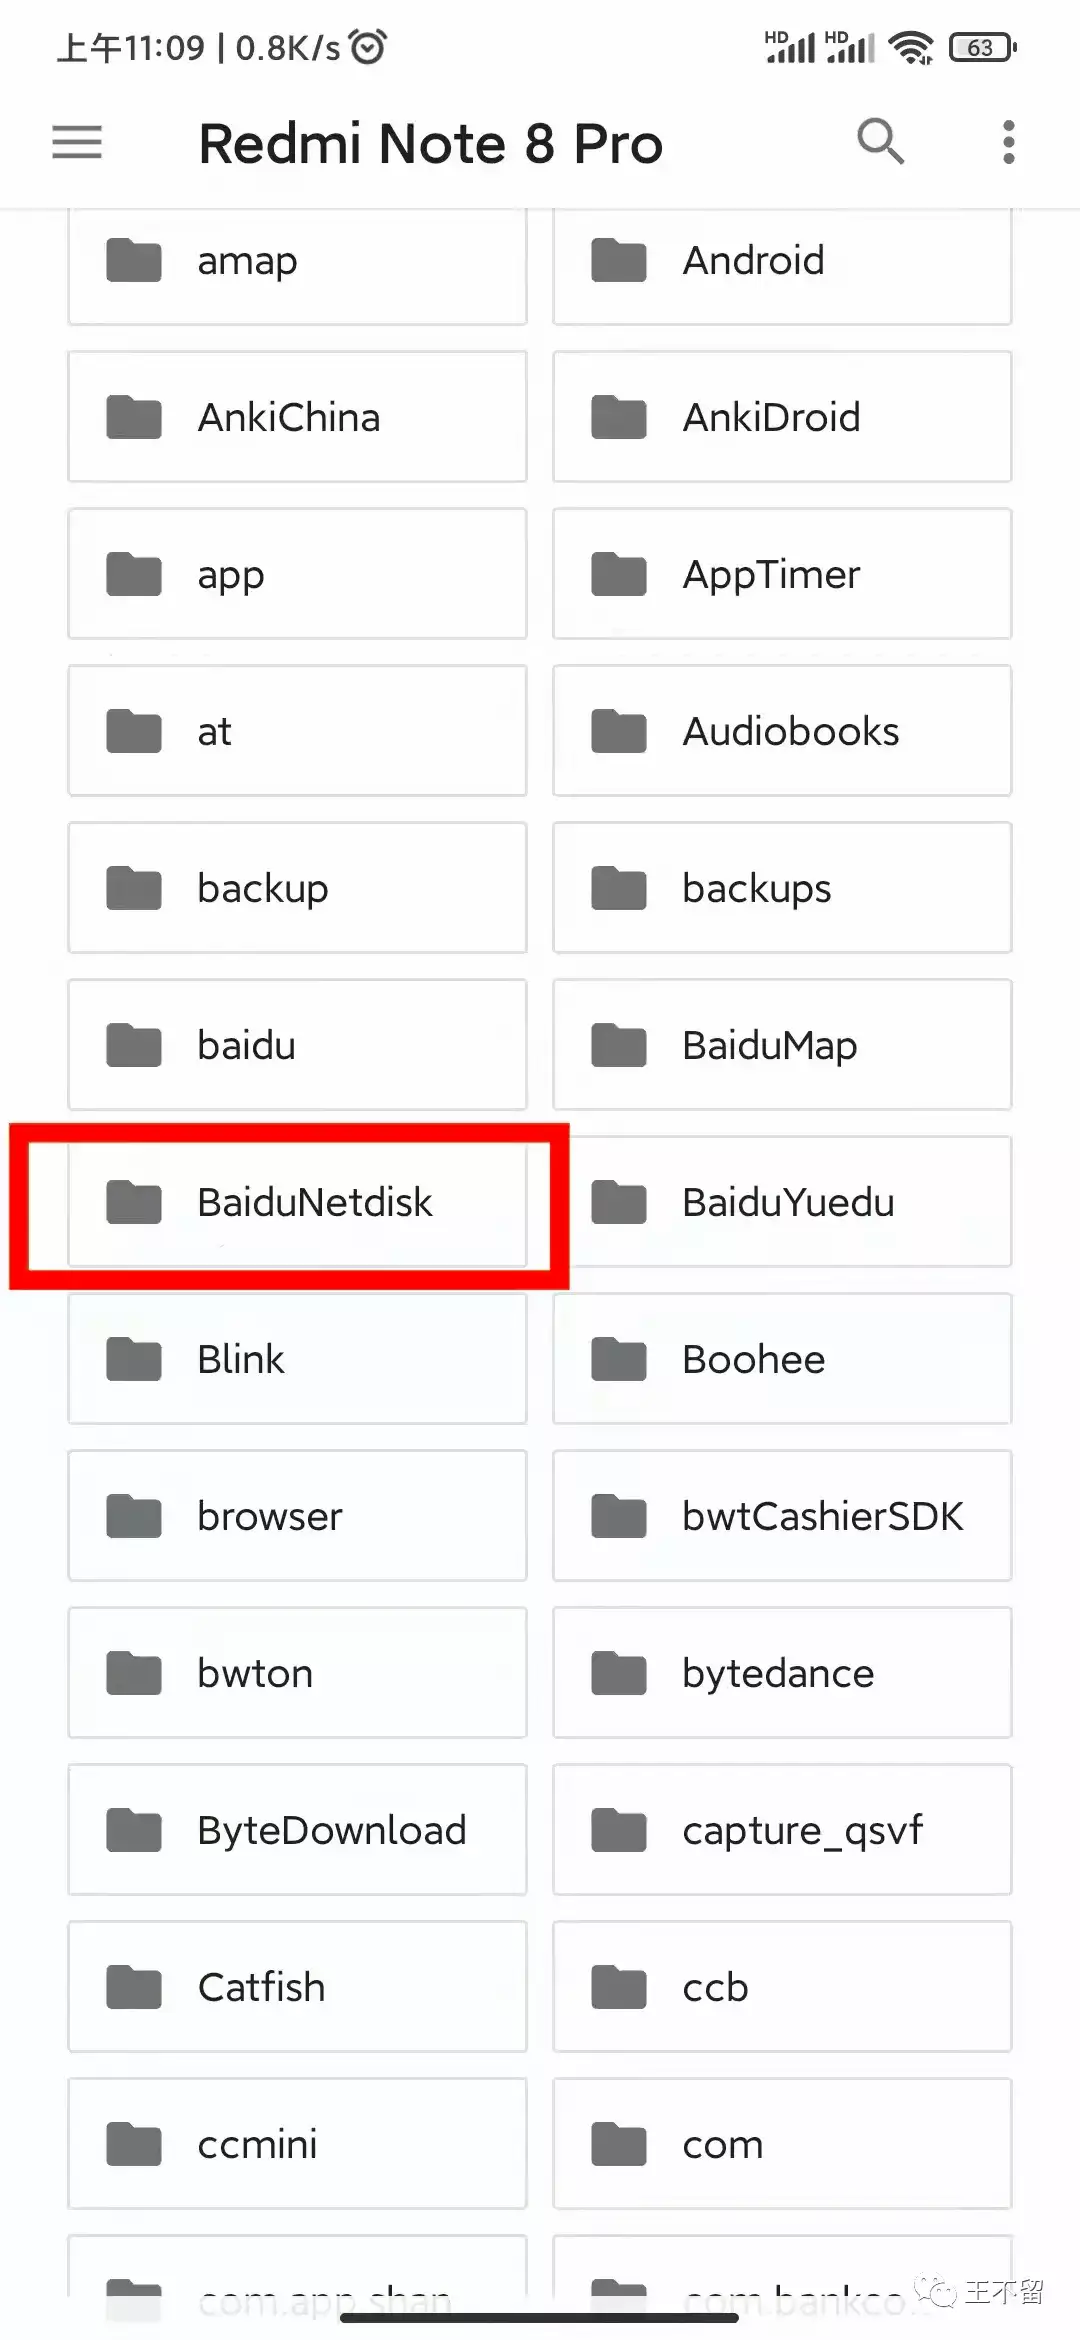 上午11:09 | 0.8K/s
HD HD 63
Redmi Note 8 Pro
amap
Android
AnkiChina
AnkiDroid
app
AppTimer
at
Audiobooks
backup
backups
baidu
BaiduMap
BaiduNetdisk
BaiduYuedu
Blink
Boohee
browser
bwtCashierSDK
bwton
bytedance
ByteDownload
capture_qsvf
Catfish
ccb
ccmini
com
com.app.shan
com.bankco...
王不留